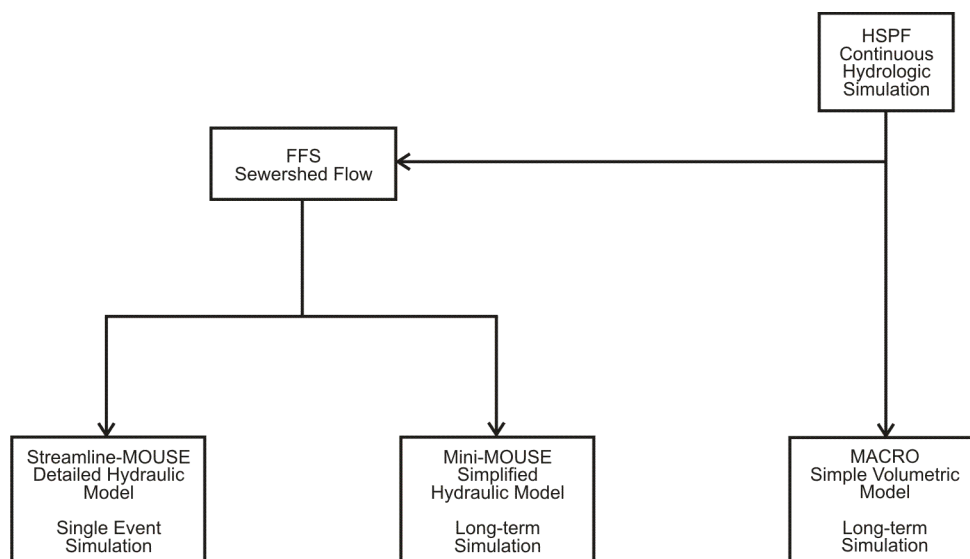 HSPF
Continuous
Hydrologic
Simulation
FFS
Sewershed Flow
Streamline-MOUSE
Detailed Hydraulic
Model
Single Event
Simulation
Mini-MOUSE
Simplified
Hydraulic Model
Long-term
Simulation
MACRO
Simple Volumetric
Model
Long-term
Simulation